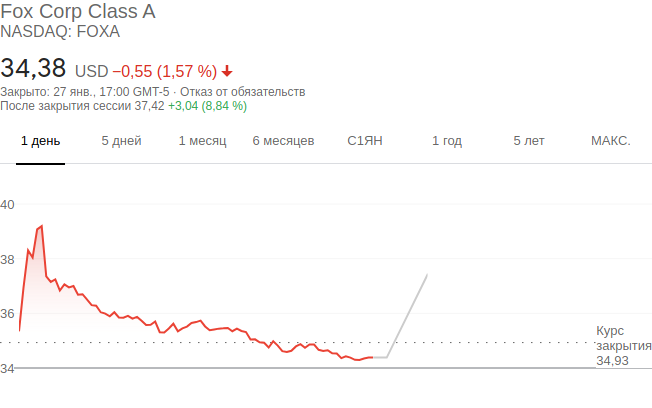 Fox Corp Class A
NASDAQ: FOXA
34,38 USD −0,55 (1,57 %)
Закрыто: 27 янв., 17:00 GMT-5 · Отказ от обязательств
После закрытия сессии 37,42 +3,04 (8,84 %)
1 день 5 дней 1 месяц 6 месяцев С1ЯН 1 год 5 лет МАКС.
40
38
36
Курс
закрытия
34,93
34